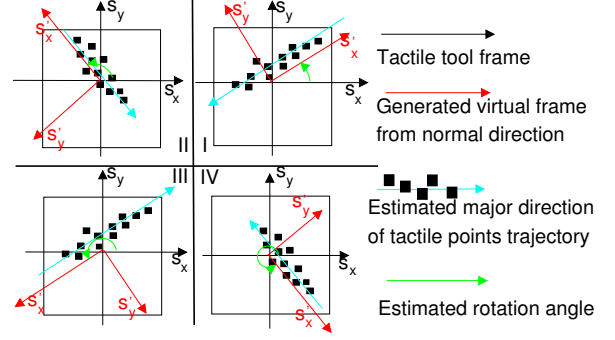 s'x
sy
sx
s'y
II
s'y
sy
s'x
sx
I
Tactile tool frame
Generated virtual frame
from normal direction
III
sy
sx
s'x
s'y
IV
sy
s'y
sx
s'x
Estimated major direction
of tactile points trajectory
Estimated rotation angle